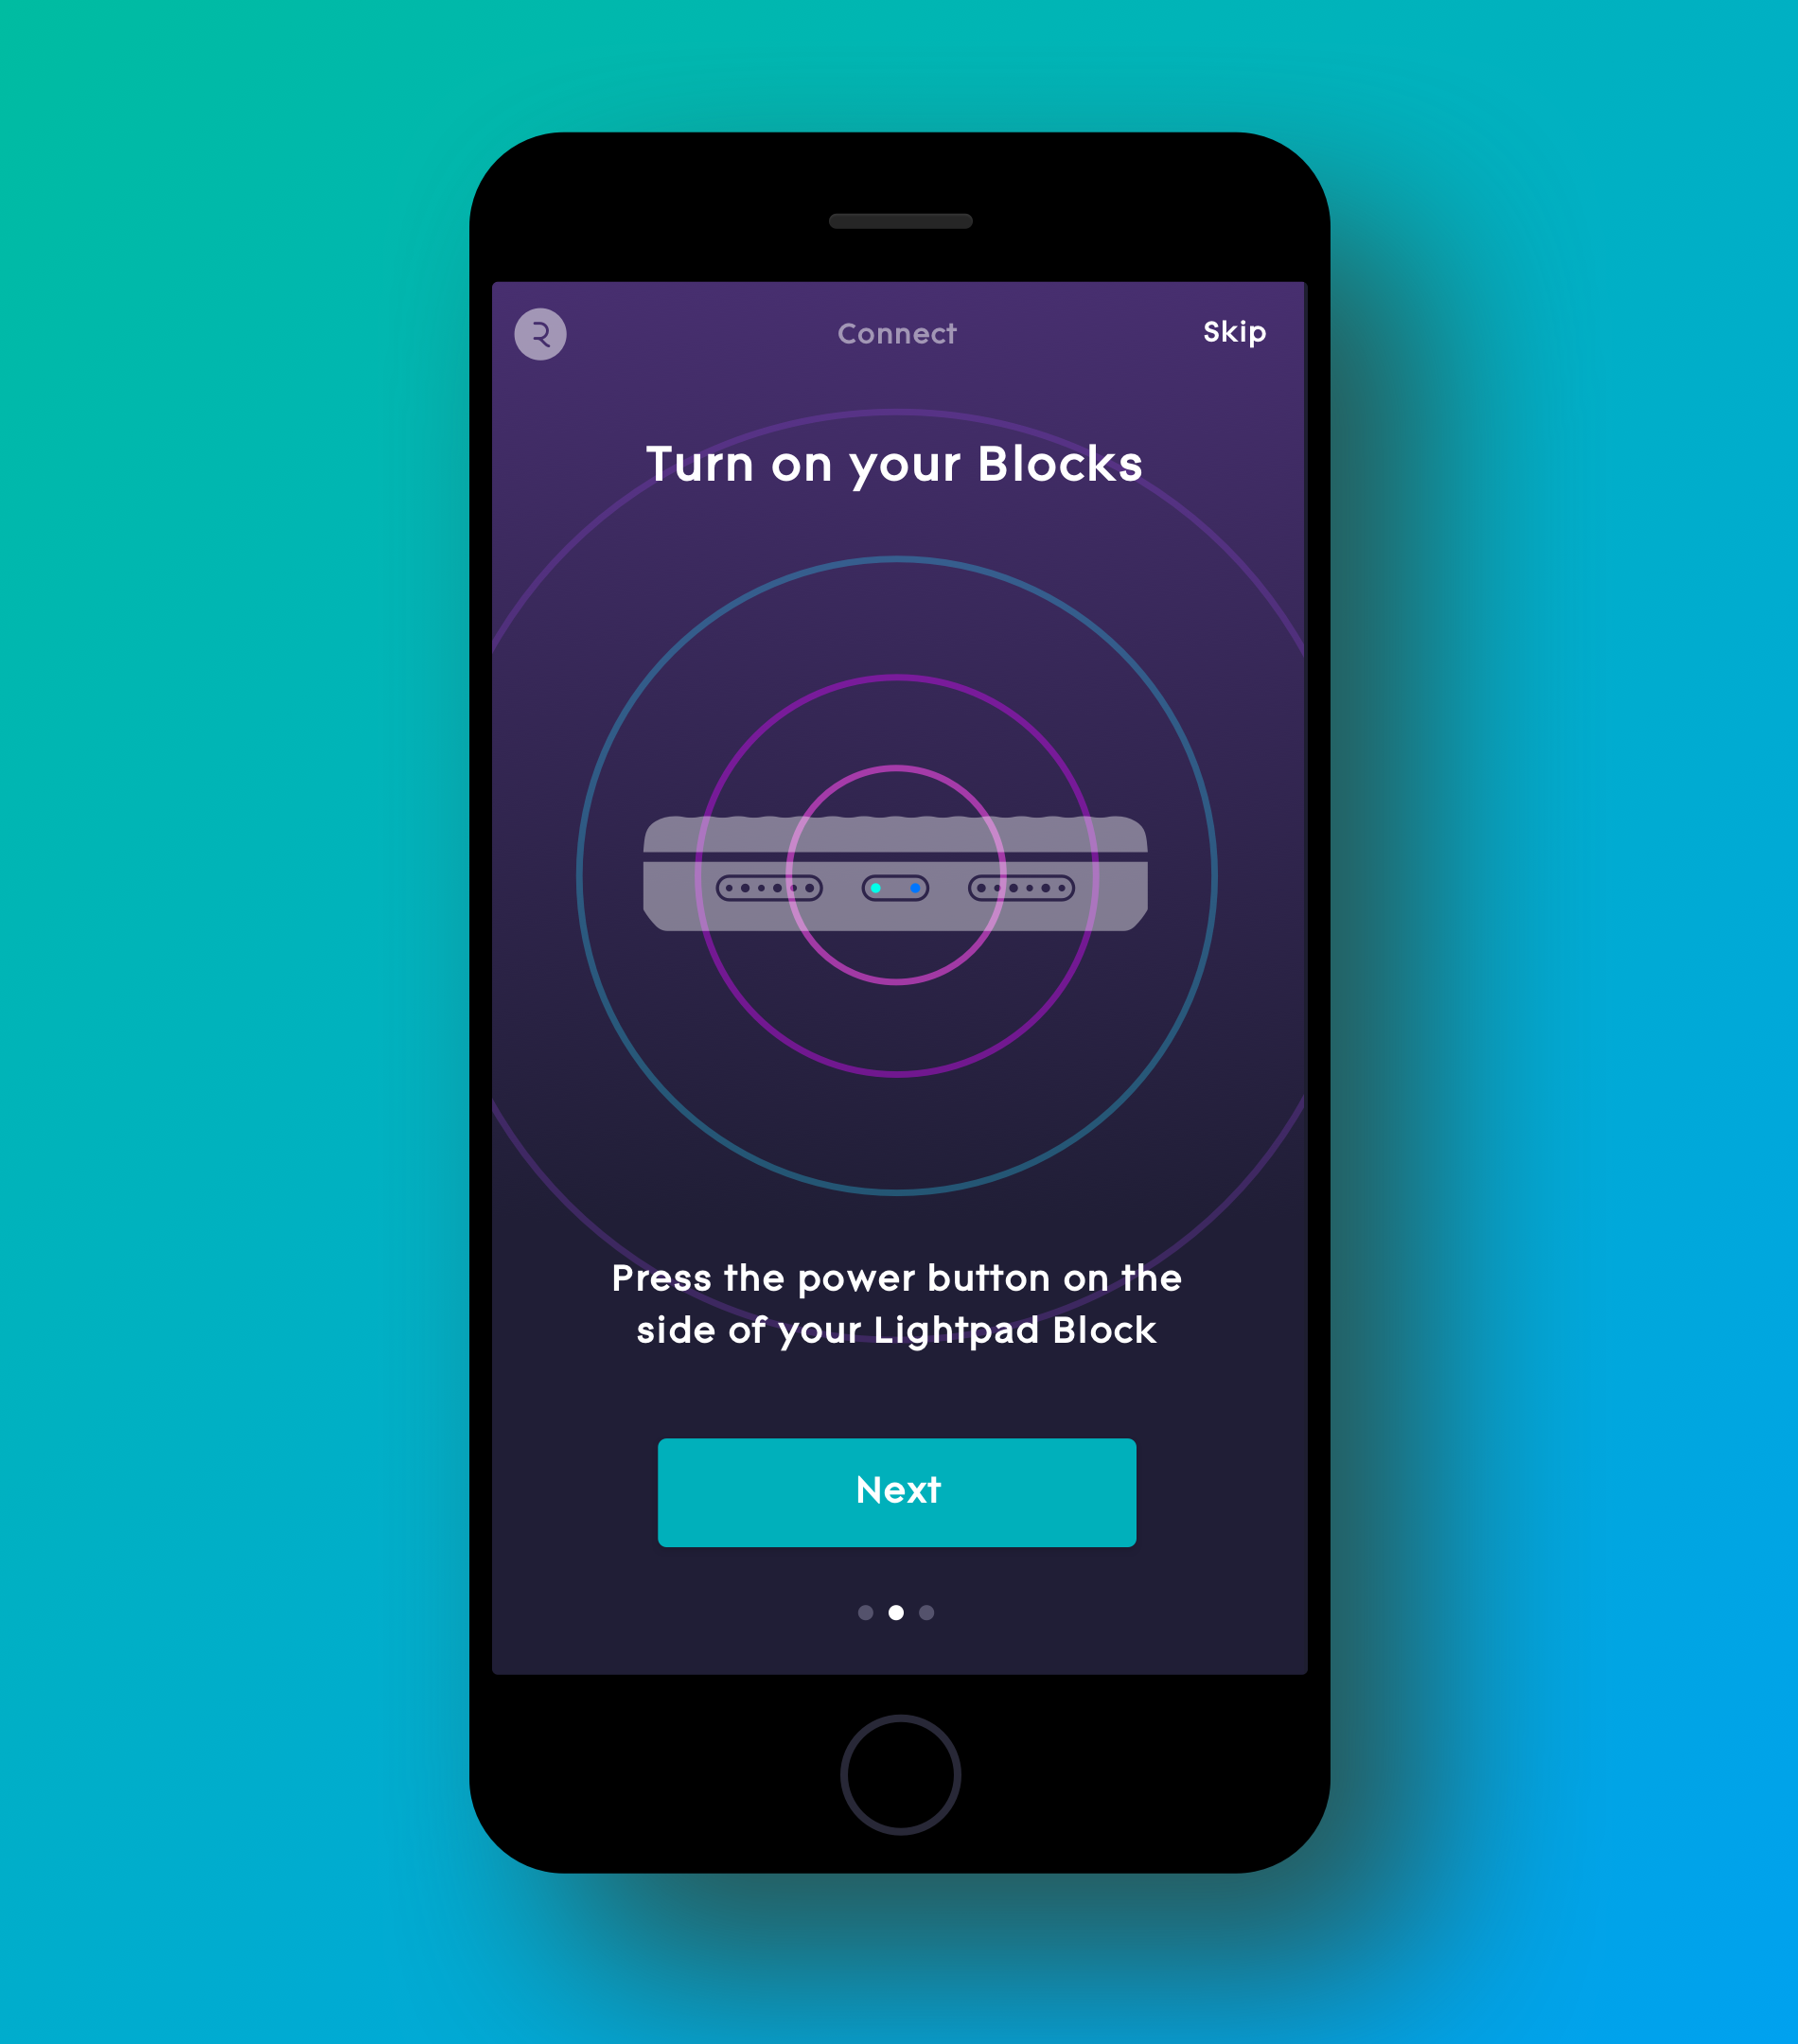 R
Connect
Skip
Turn on your Blocks
Press the power button on the
side of your Lightpad Block
Next